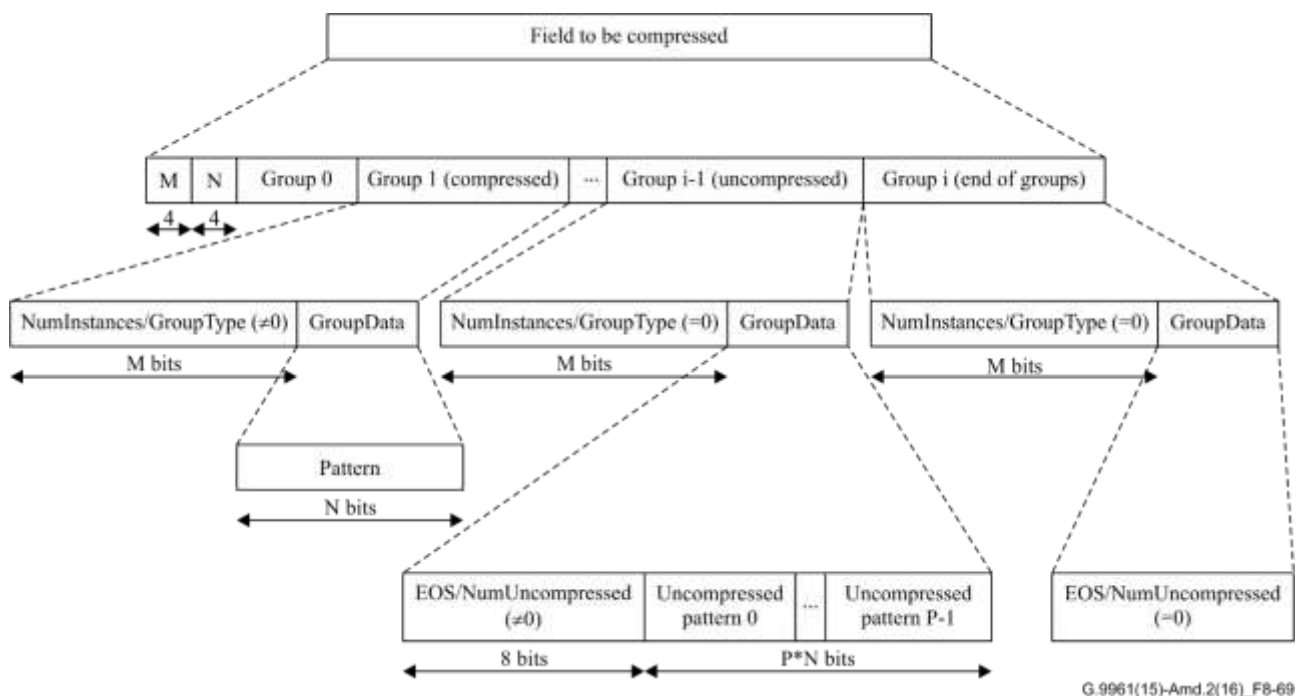 Field to be compressed
M N Group 0 Group 1 (compressed) ... Group i-1 (uncompressed) Group i (end of groups)
4 4
NumInstances/GroupType (≠0) GroupData NumInstances/GroupType (=0) GroupData NumInstances/GroupType (=0) GroupData
M bits M bits M bits
Pattern
N bits
EOS/NumUncompressed (≠0)
Uncompressed pattern 0
...
Uncompressed pattern P-1
EOS/NumUncompressed (=0)
8 bits P*N bits
G.9961(15)-Amd.2(16)_F8-69